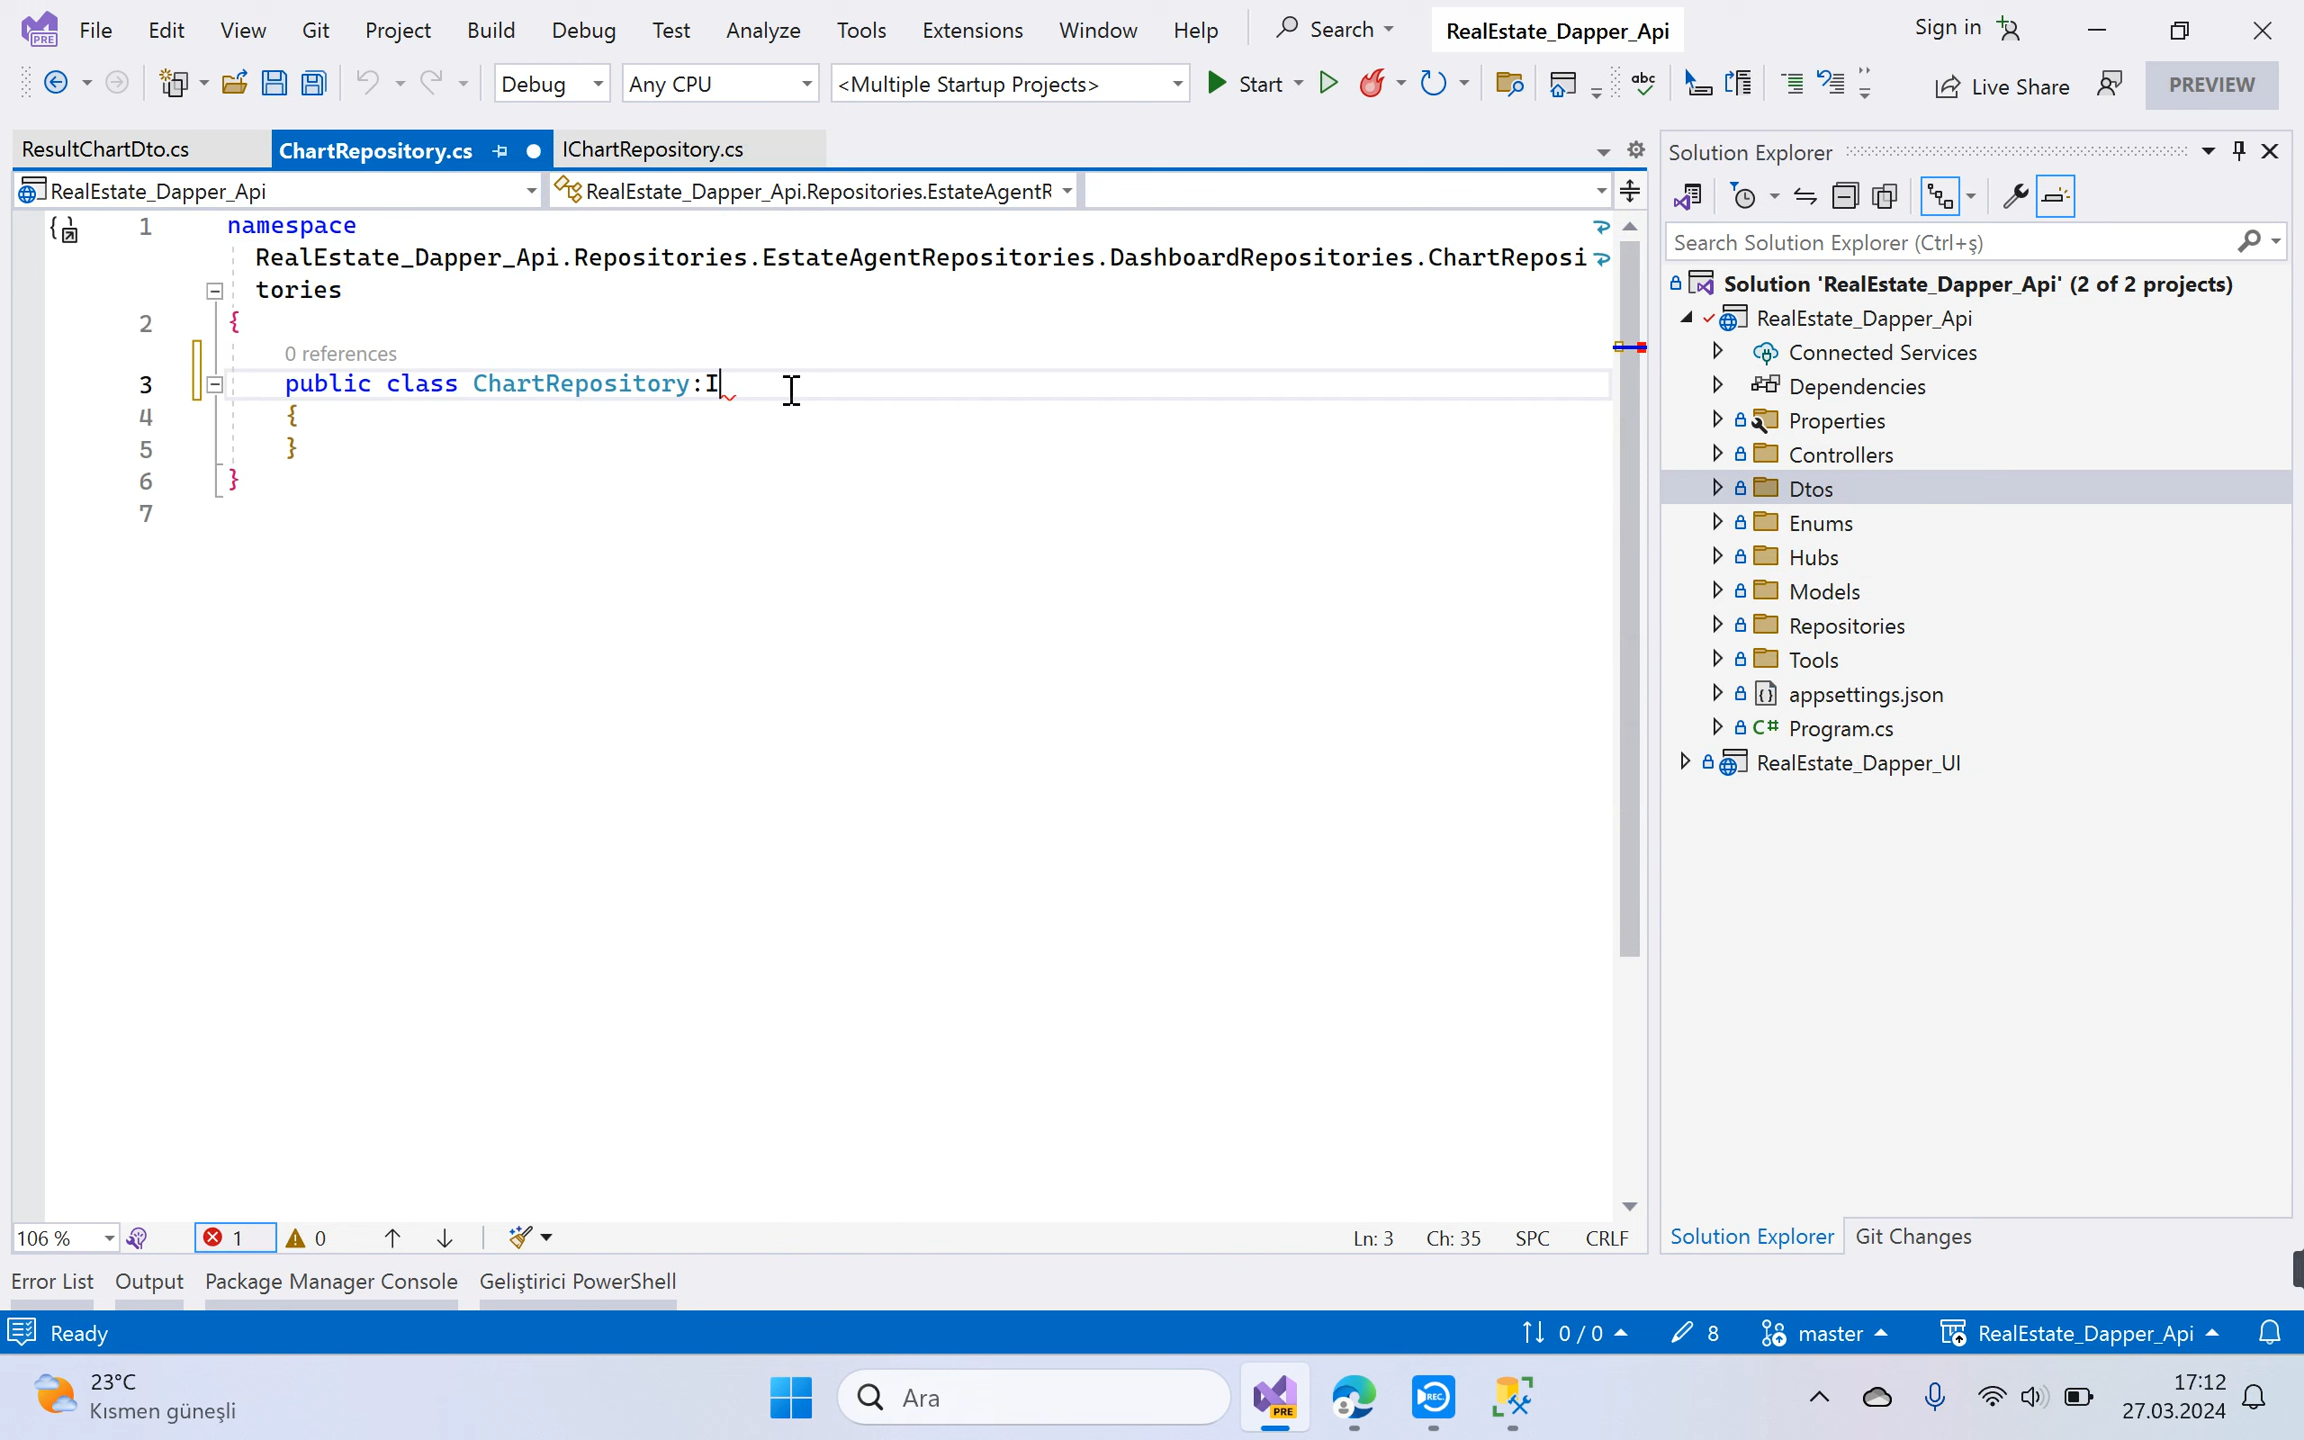 File Edit View Git Project Build Debug Test Analyze Tools Extensions Window Help Search RealEstate_Dapper_Api Sign in
PRE
Debug Any CPU <Multiple Startup Projects> Start abc Live Share PREVIEW
ResultChartDto.cs ChartRepository.cs IChartRepository.cs
RealEstate_Dapper_Api RealEstate_Dapper_Api.Repositories.EstateAgentR
1 namespace
RealEstate_Dapper_Api.Repositories.EstateAgentRepositories.DashboardRepositories.ChartReposi
tories
2 {
0 references
3 public class ChartRepository:I
4 {
5 }
6 }
7
106 % 1 0 Ln: 3 Ch: 35 SPC CRLF
Solution Explorer
Search Solution Explorer (Ctrl+ş)
Solution 'RealEstate_Dapper_Api' (2 of 2 projects)
RealEstate_Dapper_Api
Connected Services
Dependencies
Properties
Controllers
Dtos
Enums
Hubs
Models
Repositories
Tools
appsettings.json
C# Program.cs
RealEstate_Dapper_UI
Solution Explorer Git Changes
Error List Output Package Manager Console Geliştirici PowerShell
Ready 0 / 0 8 master RealEstate_Dapper_Api
23°C
Kısmen güneşli
Ara
PRE
REC
17:12
27.03.2024